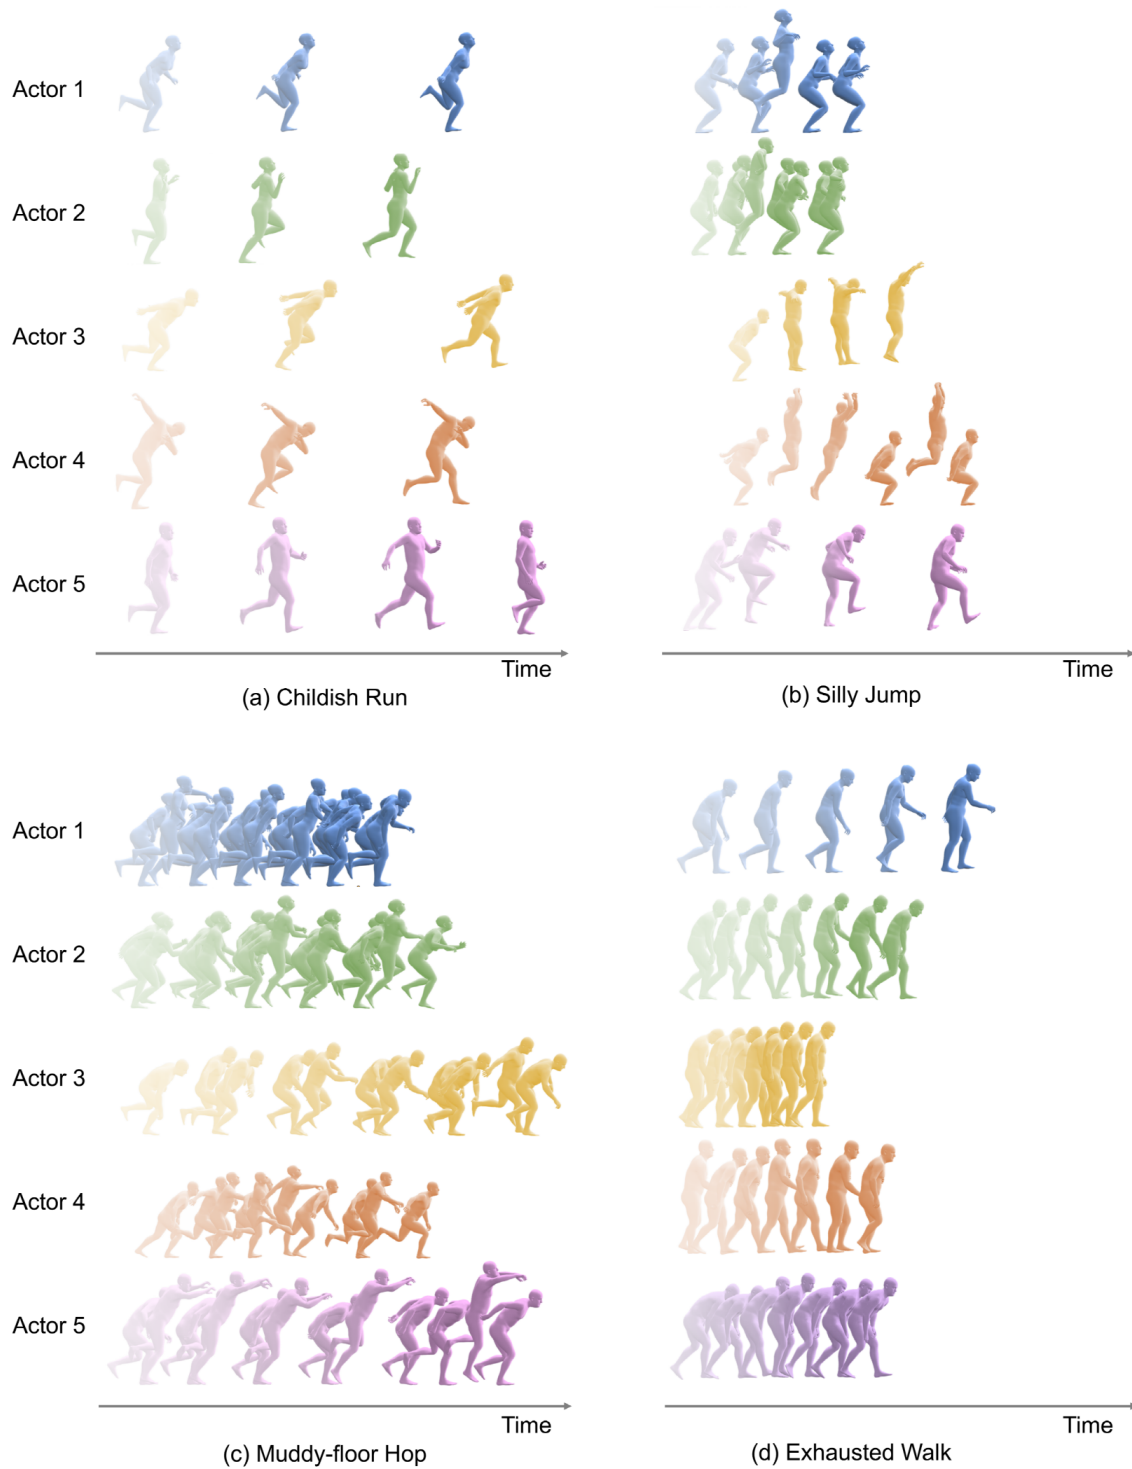 Actor 1
Actor 2
Actor 3
Actor 4
Actor 5
Time
(a) Childish Run
Time
(b) Silly Jump
Actor 1
Actor 2
Actor 3
Actor 4
Actor 5
Time
(c) Muddy-floor Hop
Time
(d) Exhausted Walk